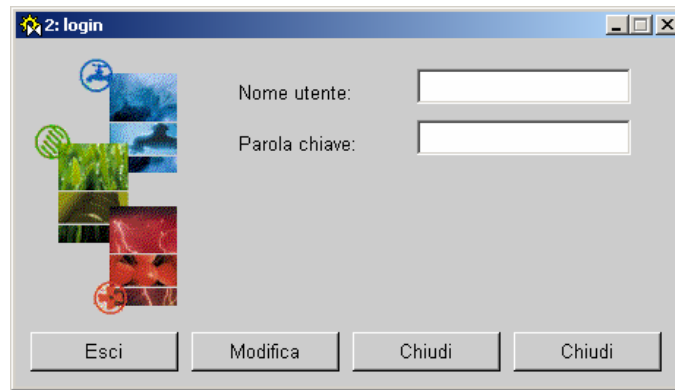 2: login
Nome utente:
Parola chiave:
Esci Modifica Chiudi Chiudi